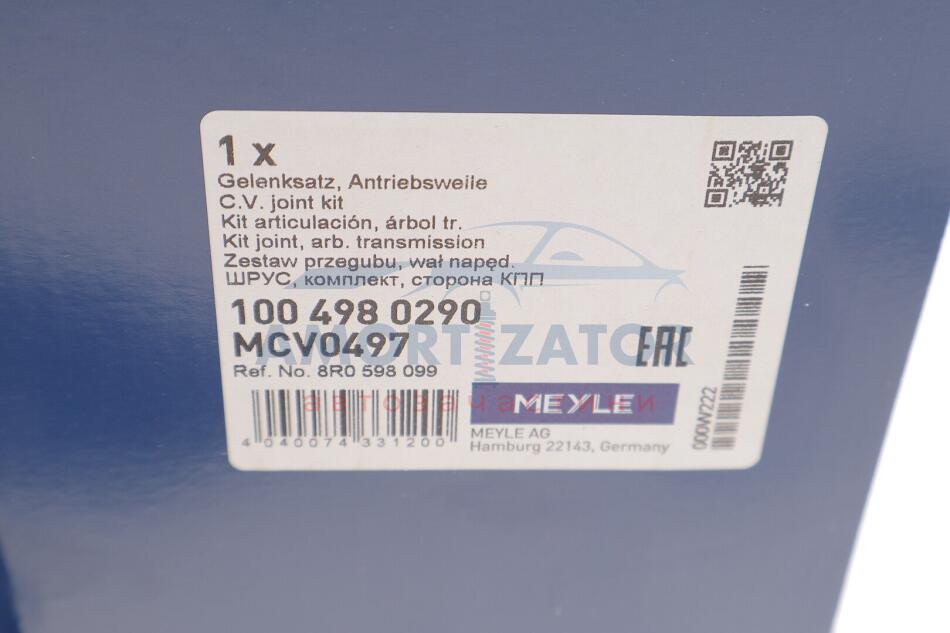 1 x
Gelenksatz, Antriebswelle
C.V. joint kit
Kit articulación, árbol tr.
Kit joint, arb. transmission
Zestaw przegubu, wał napęd.
ШРУС, комплект, сторона КПП
100 498 0290
MCV0497
Ref. No. 8R0 598 099
EAC
AMORTIZATOR
автозачастини
MEYLE
4 040074 331200
MEYLE AG
Hamburg 22143, Germany
000W222